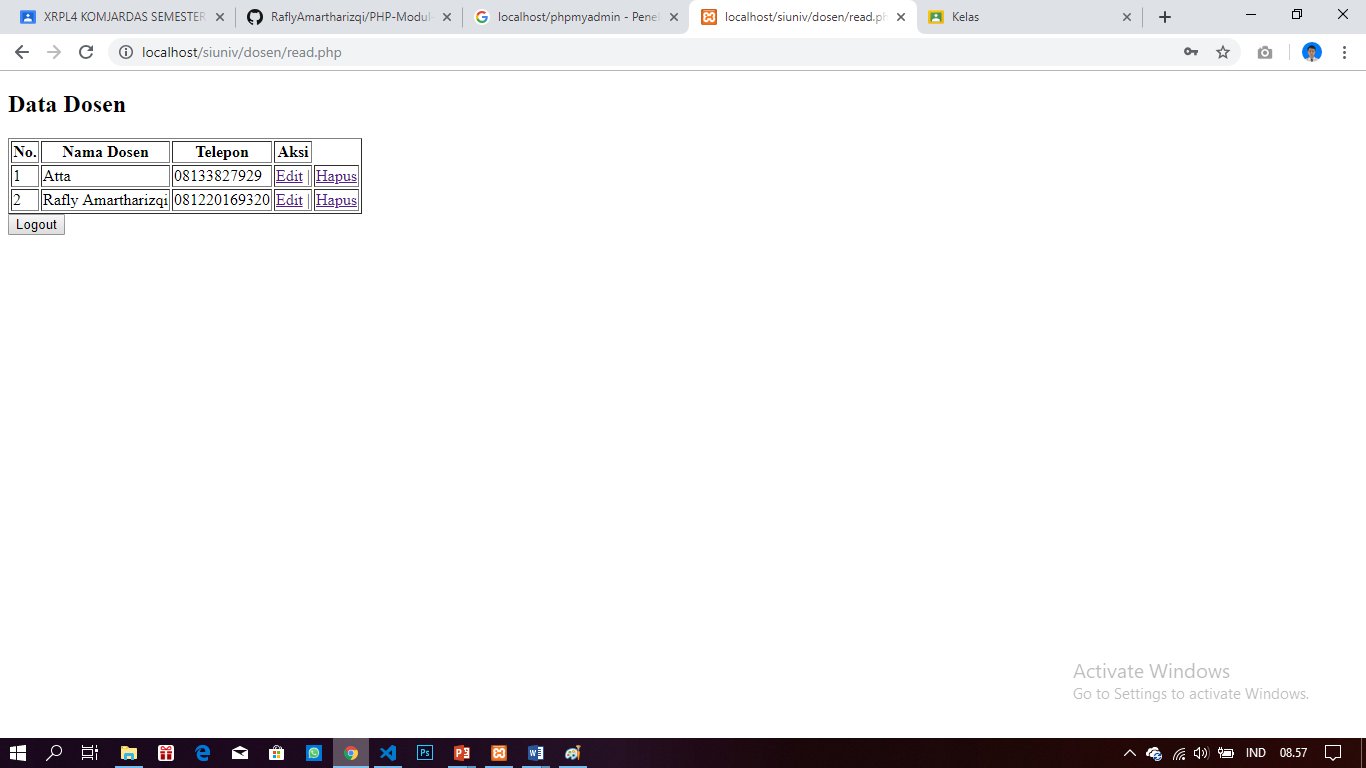 XRPL4 KOMJARDAS SEMESTER
RaflyAmartharizqi/PHP-Modul-
localhost/phpmyadmin - Penel
localhost/siuniv/dosen/read.ph
Kelas
localhost/siuniv/dosen/read.php
Data Dosen
No. Nama Dosen Telepon Aksi
1 Atta 08133827929 Edit | Hapus
2 Rafly Amartharizqi 081220169320 Edit | Hapus
Logout
Activate Windows
Go to Settings to activate Windows.
IND 08.57